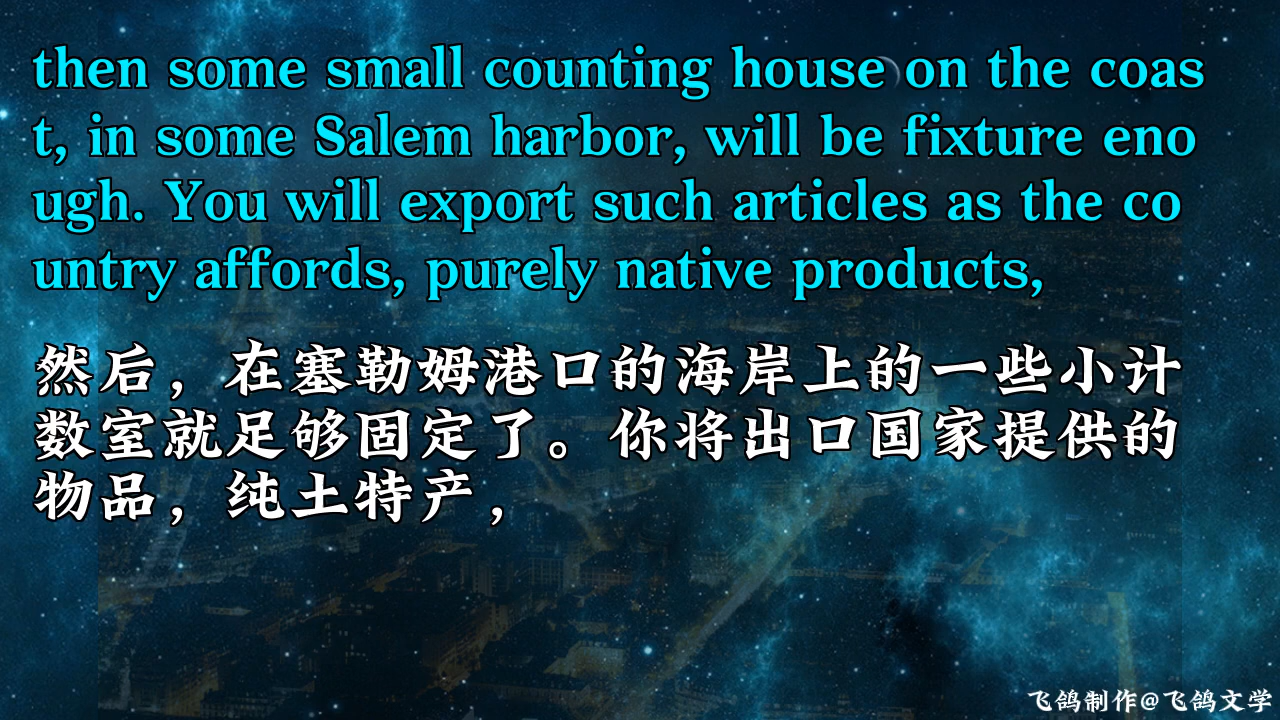 then some small counting house on the coas
t, in some Salem harbor, will be fixture eno
ugh. You will export such articles as the co
untry affords, purely native products,
然后，在塞勒姆港口的海岸上的一些小计
数室就足够固定了。你将出口国家提供的
物品，纯土特产，
飞鸽制作@飞鸽文学